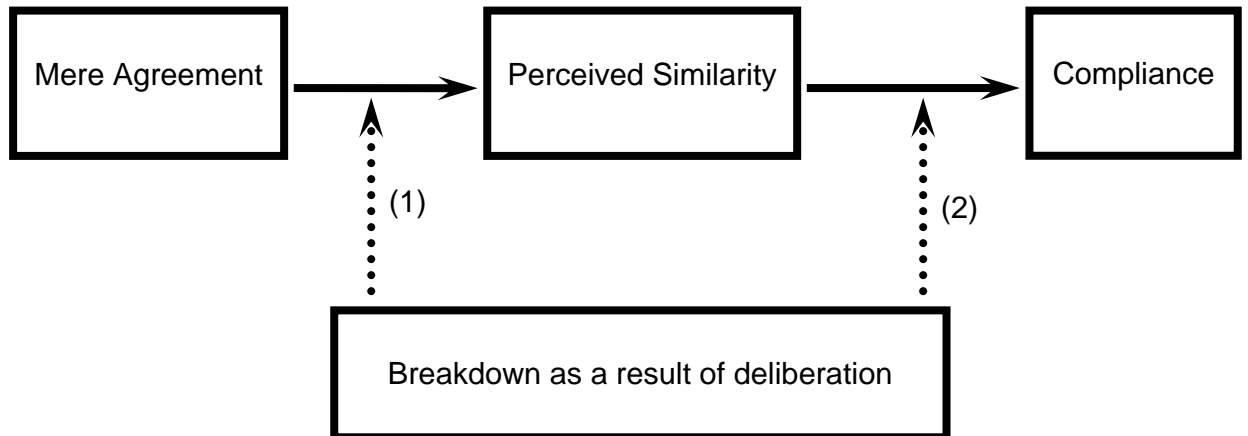 Mere Agreement
Perceived Similarity
Compliance
(1)
(2)
Breakdown as a result of deliberation